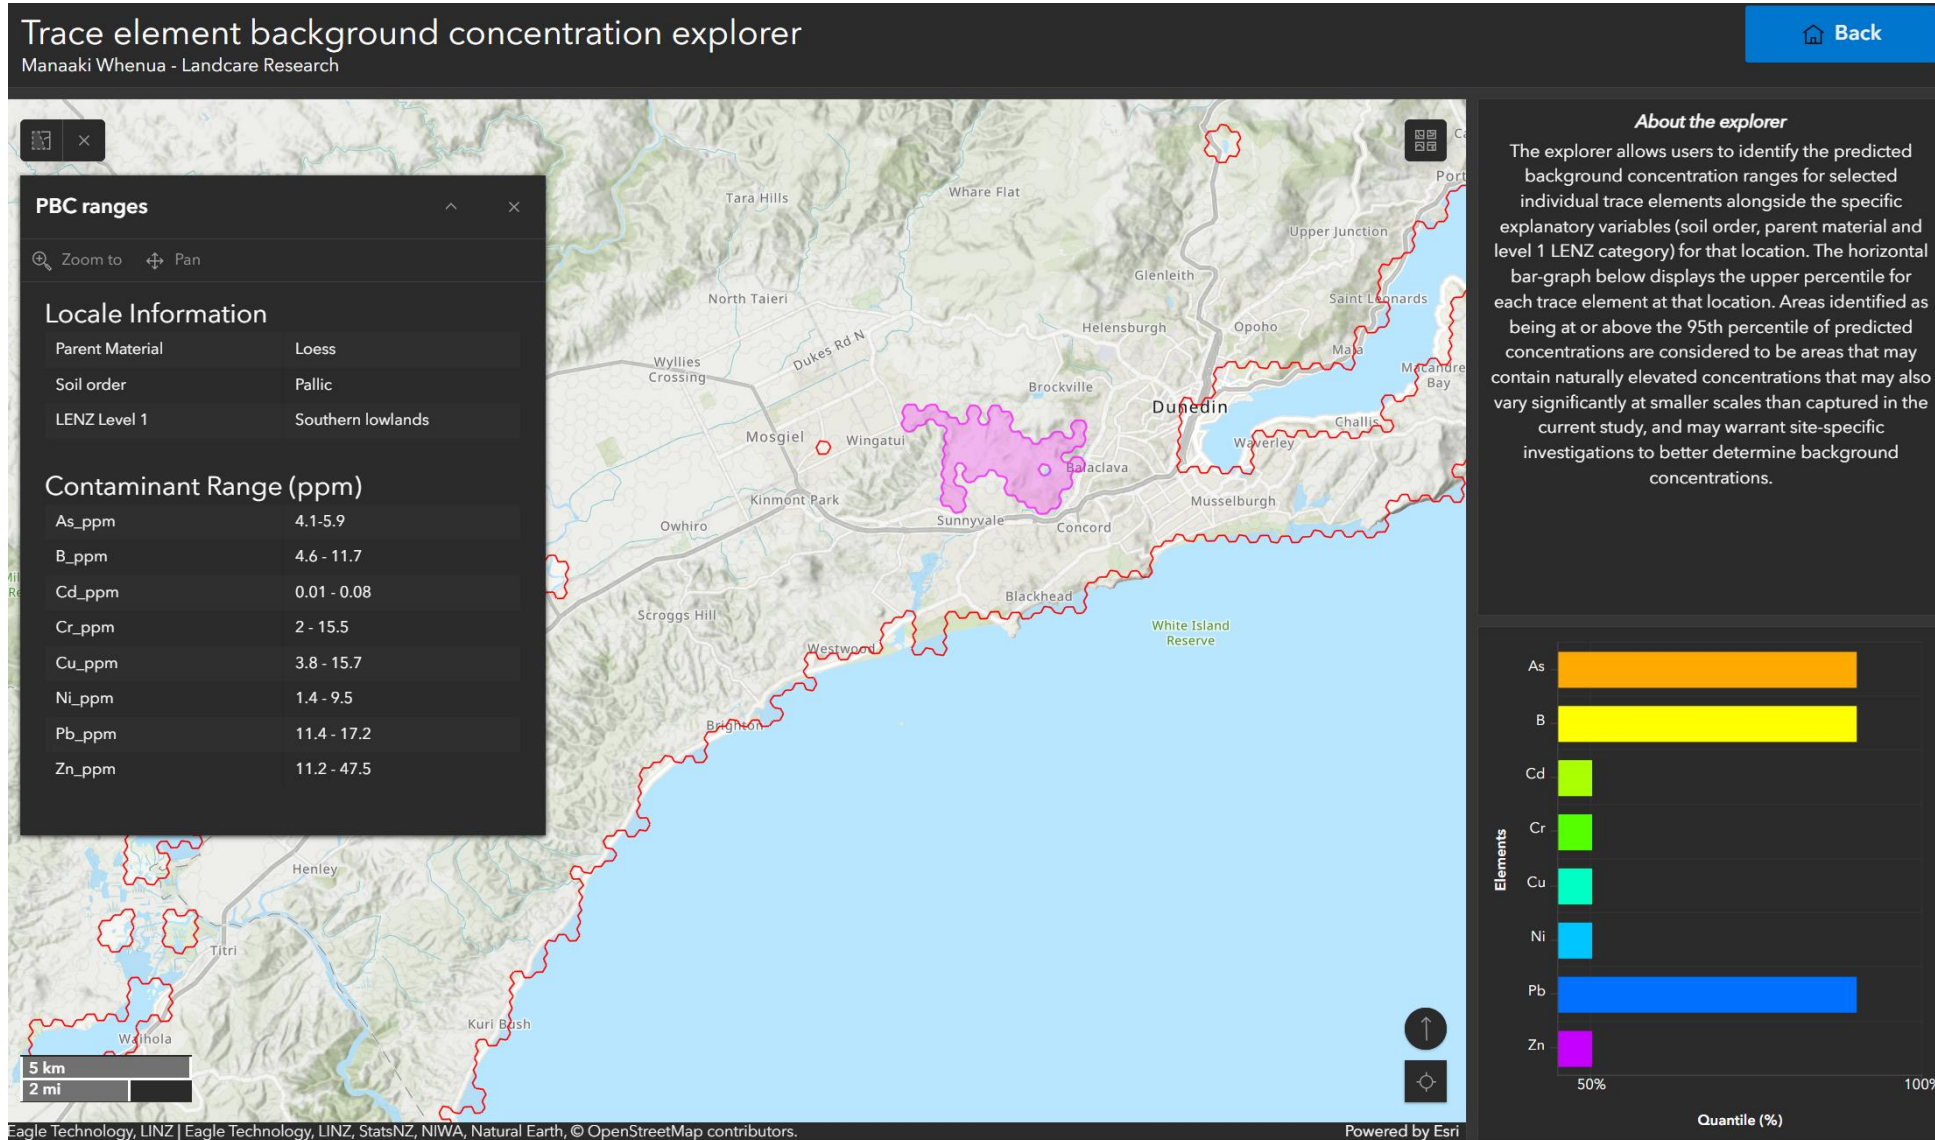 Trace element background concentration explorer
Manaaki Whenua - Landcare Research
Back
PBC ranges
Zoom to Pan
Locale Information
Parent Material Loess
Soil order Pallic
LENZ Level 1 Southern lowlands
Contaminant Range (ppm)
As_ppm 4.1-5.9
B_ppm 4.6 - 11.7
Cd_ppm 0.01 - 0.08
Cr_ppm 2 - 15.5
Cu_ppm 3.8 - 15.7
Ni_ppm 1.4 - 9.5
Pb_ppm 11.4 - 17.2
Zn_ppm 11.2 - 47.5
Tara Hills
Whare Flat
Port
Upper Junction
Glenleith
North Taieri
Saint Leonards
Helensburgh
Opoho
Dukes Rd N
Maia
Wyllies
Crossing
Macandre
Bay
Brockville
Dunedin
Challis
Mosgiel
Wingatui
Waverley
Balaclava
Kinmont Park
Musselburgh
Owhiro
Sunnyvale
Concord
Blackhead
Scroggs Hill
White Island
Reserve
Westwood
Brighton
Henley
Titri
Kuri Bush
Waihola
5 km
2 mi
Eagle Technology, LINZ | Eagle Technology, LINZ, StatsNZ, NIWA, Natural Earth, © OpenStreetMap contributors.
Powered by Esri
About the explorer
The explorer allows users to identify the predicted
background concentration ranges for selected
individual trace elements alongside the specific
explanatory variables (soil order, parent material and
level 1 LENZ category) for that location. The horizontal
bar-graph below displays the upper percentile for
each trace element at that location. Areas identified as
being at or above the 95th percentile of predicted
concentrations are considered to be areas that may
contain naturally elevated concentrations that may also
vary significantly at smaller scales than captured in the
current study, and may warrant site-specific
investigations to better determine background
concentrations.
Elements
As
B
Cd
Cr
Cu
Ni
Pb
Zn
50%
100%
Quantile (%)